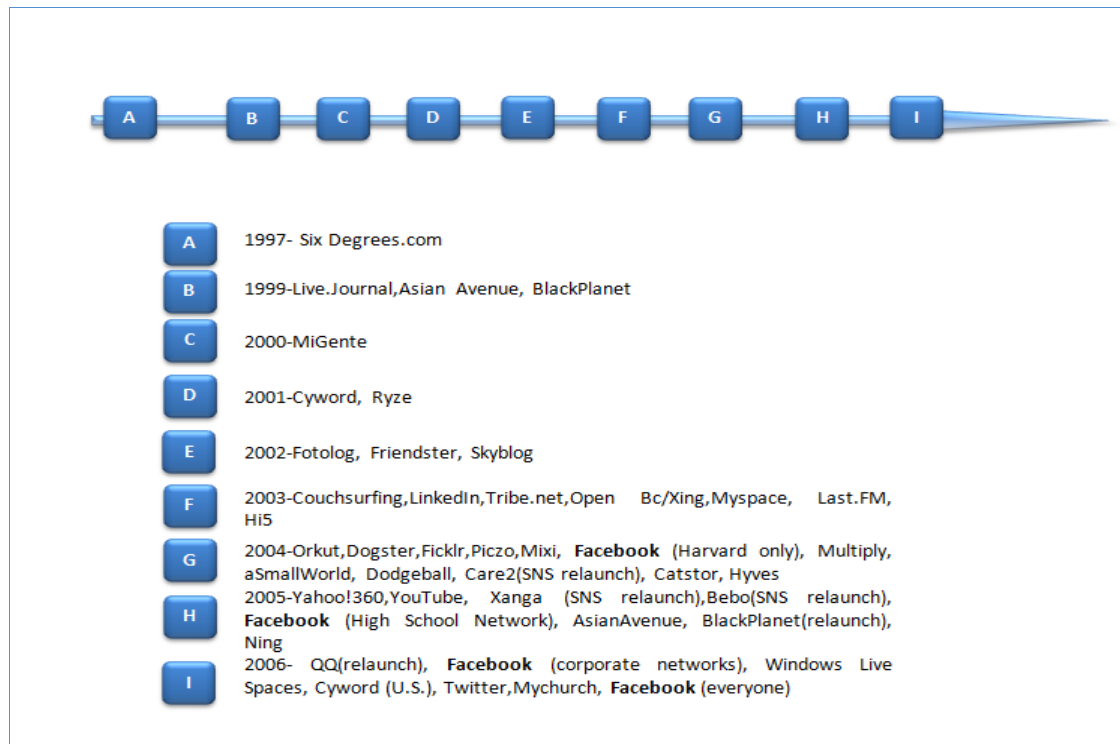 A B C D E F G H I
A 1997- Six Degrees.com
B 1999-Live.Journal,Asian Avenue, BlackPlanet
C 2000-MiGente
D 2001-Cyword, Ryze
E 2002-Fotolog, Friendster, Skyblog
F 2003-Couchsurfing,LinkedIn,Tribe.net,Open Bc/Xing,Myspace, Last.FM,
Hi5
G 2004-Orkut,Dogster,Ficklr,Piczo,Mixi, Facebook (Harvard only), Multiply,
aSmallWorld, Dodgeball, Care2(SNS relaunch), Catstor, Hyves
H 2005-Yahoo!360,YouTube, Xanga (SNS relaunch),Bebo(SNS relaunch),
Facebook (High School Network), AsianAvenue, BlackPlanet(relaunch),
Ning
I 2006- QQ(relaunch), Facebook (corporate networks), Windows Live
Spaces, Cyword (U.S.), Twitter,Mychurch, Facebook (everyone)